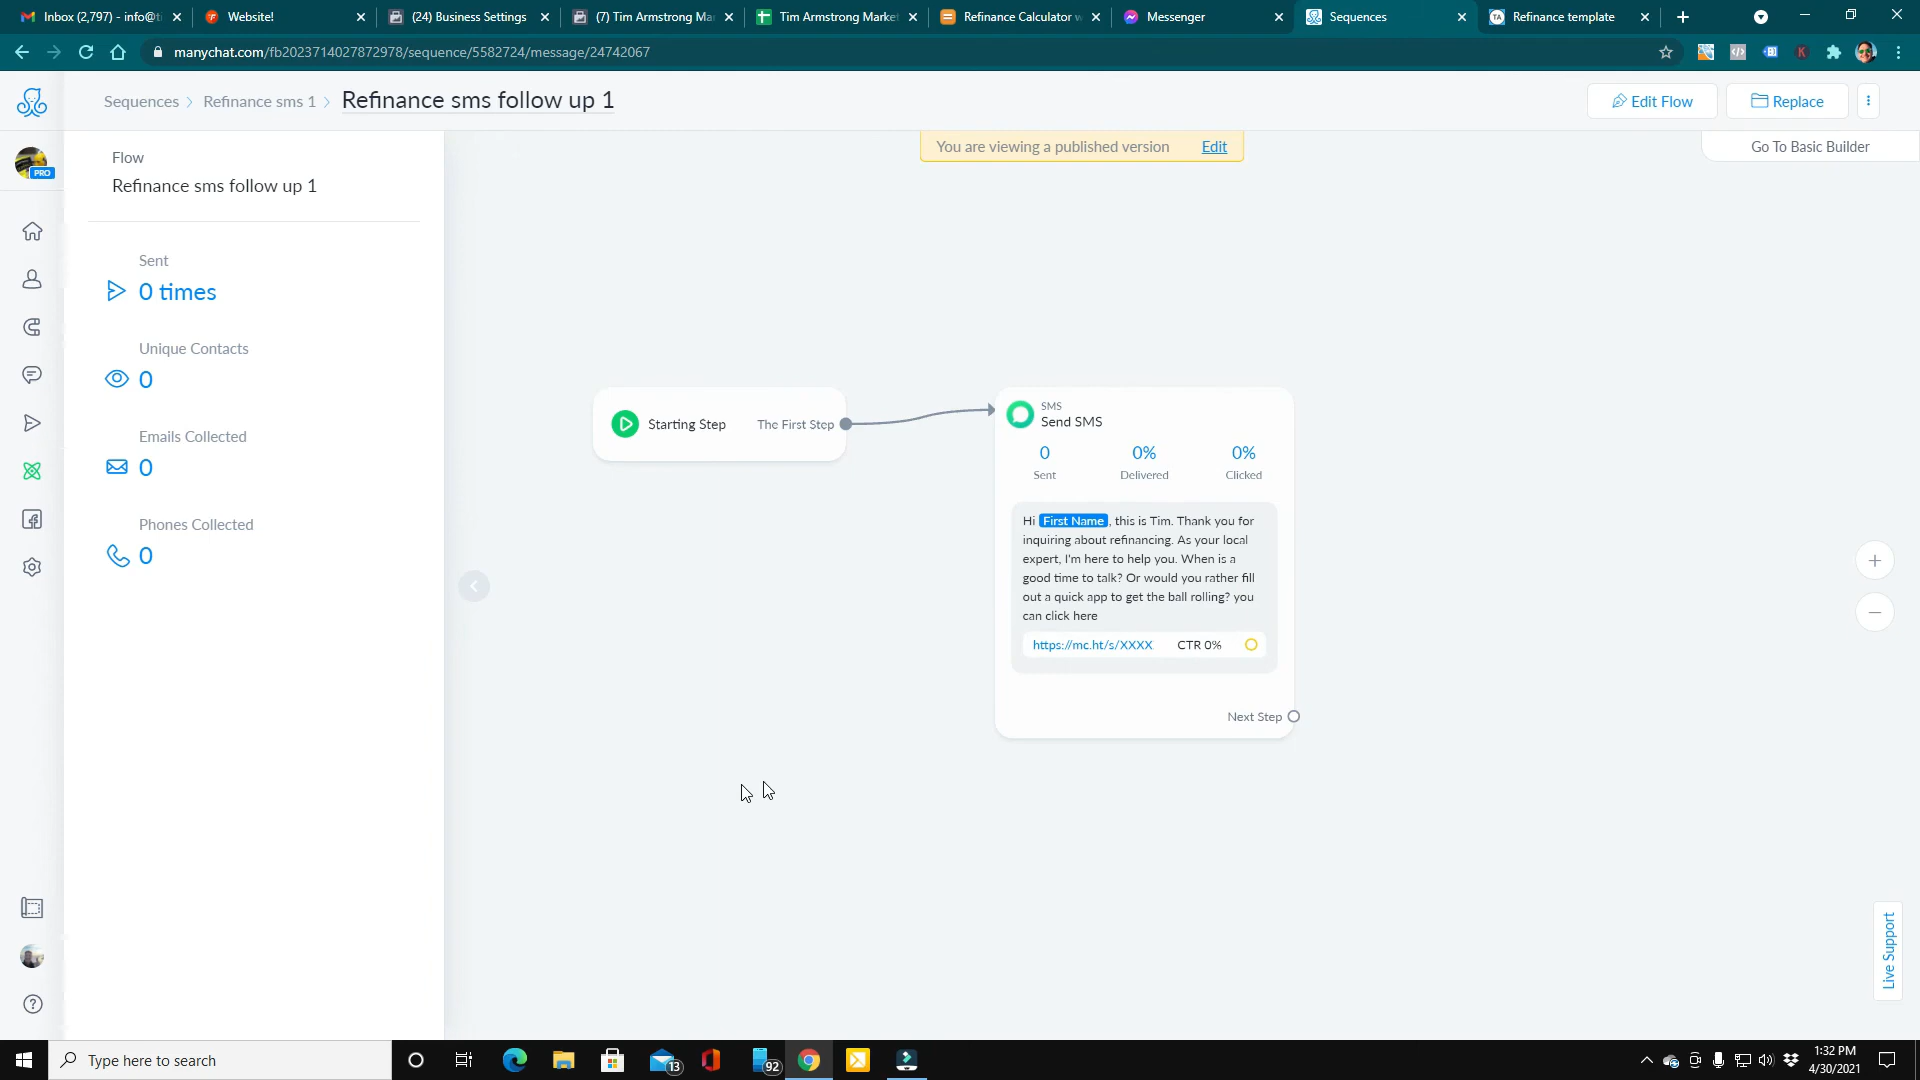 Inbox (2,797) - info@ti
Website!
(24) Business Settings
(7) Tim Armstrong Ma
Tim Armstrong Market
Refinance Calculator w
Messenger
Sequences
Refinance template
manychat.com/fb2023714027872978/sequence/5582724/message/24742067
Sequences
Refinance sms 1
Refinance sms follow up 1
Edit Flow
Replace
PRO
Flow
Refinance sms follow up 1
You are viewing a published version Edit
Go To Basic Builder
Sent
0 times
Unique Contacts
0
Emails Collected
0
Phones Collected
0
Starting Step
The First Step
SMS
Send SMS
0 0% 0%
Sent Delivered Clicked
Hi First Name, this is Tim. Thank you for
inquiring about refinancing. As your local
expert, I'm here to help you. When is a
good time to talk? Or would you rather fill
out a quick app to get the ball rolling? you
can click here
https://mc.ht/s/XXXX CTR 0%
Next Step
Live Support
Type here to search
13
92
1:32 PM
4/30/2021